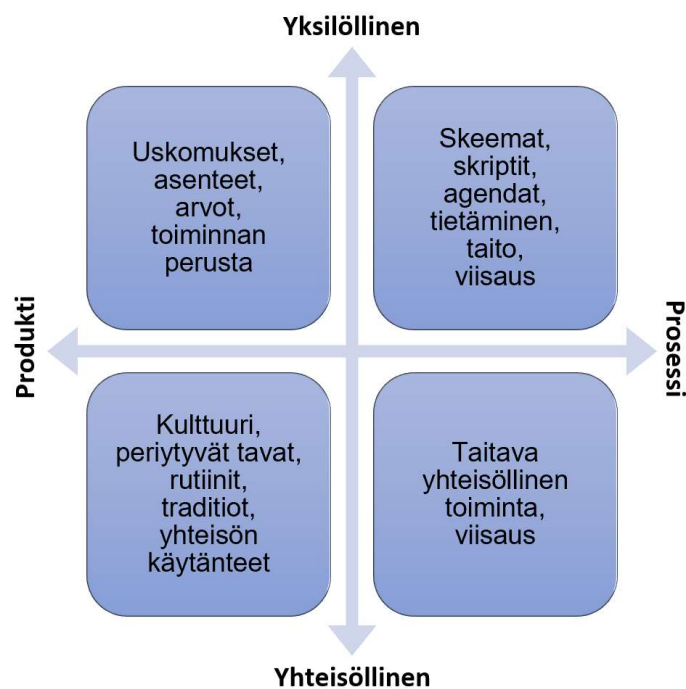 Yksilöllinen
Uskomukset,
asenteet,
arvot,
toiminnan
perusta
Skeemat,
skriptit,
agendat,
tietäminen,
taito,
viisaus
Produkti
Prosessi
Kulttuuri,
periytyvät tavat,
rutiinit,
traditiot,
yhteisön
käytänteet
Taitava
yhteisöllinen
toiminta,
viisaus
Yhteisöllinen